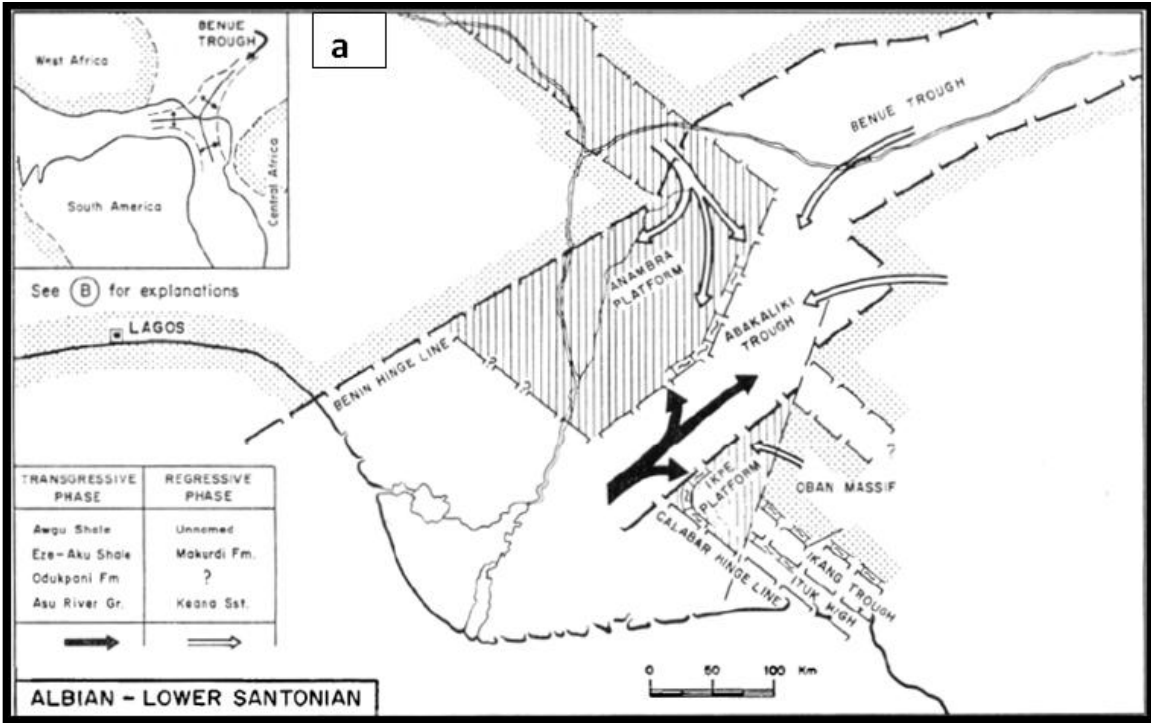 BENUE
TROUGH
West Africa
South America
Central Africa
a
BENUE TROUGH
See B for explanations
LAGOS
ANAMBRA
PLATFORM
ABAKALIKI
TROUGH
BENIN HINGE LINE
?
?
?
IKPE
PLATFORM
OBAN MASSIF
CALABAR HINGE LINE
ITUK HIGH
IKANG TROUGH
TRANSGRESSIVE
PHASE
REGRESSIVE
PHASE
Awgu Shale
Unnamed
Eze-Aku Shale
Makurdi Fm.
Odukpani Fm
?
Asu River Gr.
Keana Sst.
0 50 100 Km
ALBIAN - LOWER SANTONIAN